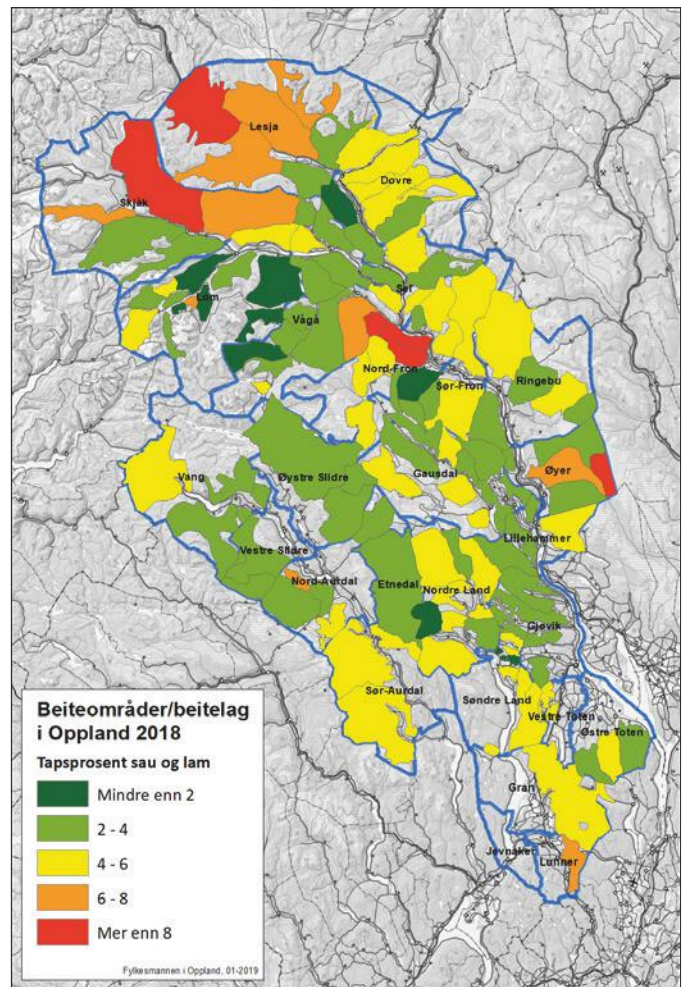 Lesja
Dovre
Skjåk
Lom
Sel
Vågå
Nord-Fron
Sør-Fron
Ringebu
Øyer
Gausdal
Vang
Øystre Slidre
Lillehammer
Vestre Slidre
Nord-Aurdal
Etnedal
Nordre Land
Gjøvik
Sør-Aurdal
Søndre Land
Vestre Toten
Østre Toten
Gran
Jevnaker
Lunner
Beiteområder/beitelag
i Oppland 2018
Tapsprosent sau og lam
Mindre enn 2
2 - 4
4 - 6
6 - 8
Mer enn 8
Fylkesmannen i Oppland, 01-2019